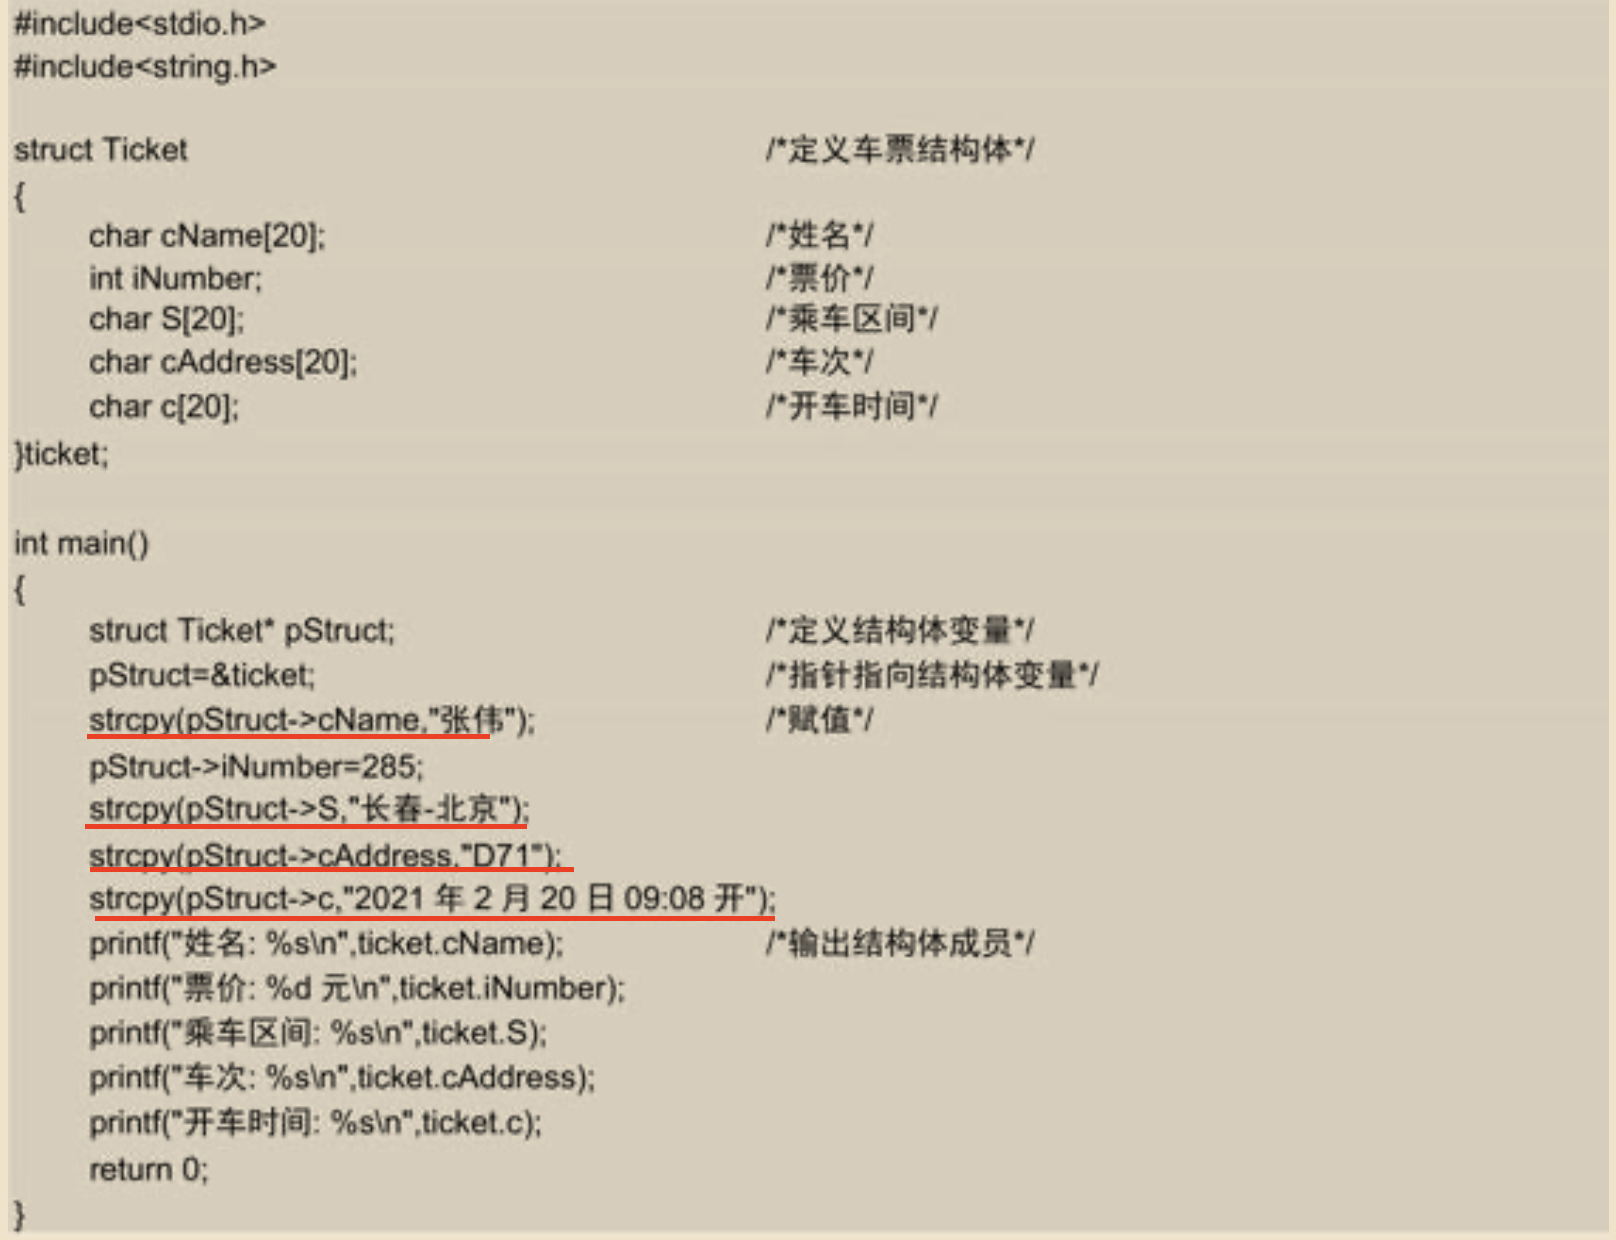 #include<stdio.h>
#include<string.h>
struct Ticket /*定义车票结构体*/
{
char cName[20]; /*姓名*/
int iNumber; /*票价*/
char S[20]; /*乘车区间*/
char cAddress[20]; /*车次*/
char c[20]; /*开车时间*/
}ticket;
int main()
{
struct Ticket* pStruct; /*定义结构体变量*/
pStruct=&ticket; /*指针指向结构体变量*/
strcpy(pStruct->cName,"张伟"); /*赋值*/
pStruct->iNumber=285;
strcpy(pStruct->S,"长春-北京");
strcpy(pStruct->cAddress,"D71");
strcpy(pStruct->c,"2021 年 2 月 20 日 09:08 开");
printf("姓名: %s\n",ticket.cName); /*输出结构体成员*/
printf("票价: %d 元\n",ticket.iNumber);
printf("乘车区间: %s\n",ticket.S);
printf("车次: %s\n",ticket.cAddress);
printf("开车时间: %s\n",ticket.c);
return 0;
}